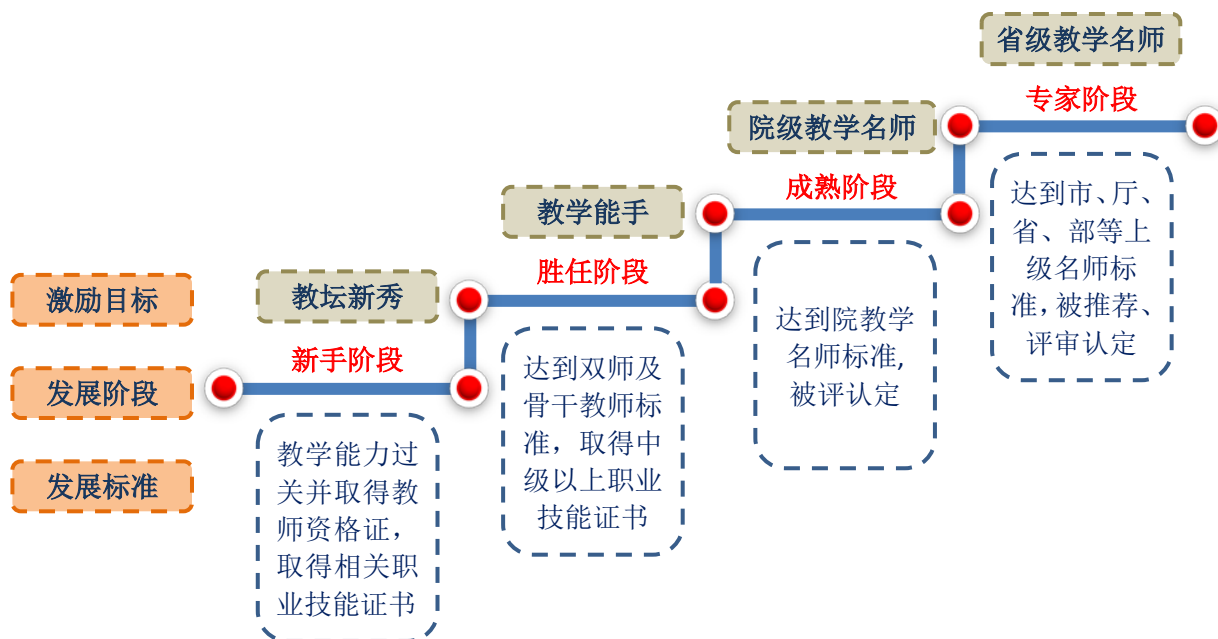 省级教学名师
专家阶段
达到市、厅、
省、部等上
级名师标
准，被推荐、
评审认定
院级教学名师
成熟阶段
达到院教学
名师标准,
被评认定
教学能手
胜任阶段
达到双师及
骨干教师标
准，取得中
级以上职业
技能证书
教坛新秀
新手阶段
教学能力过
关并取得教
师资格证，
取得相关职
业技能证书
激励目标
发展阶段
发展标准